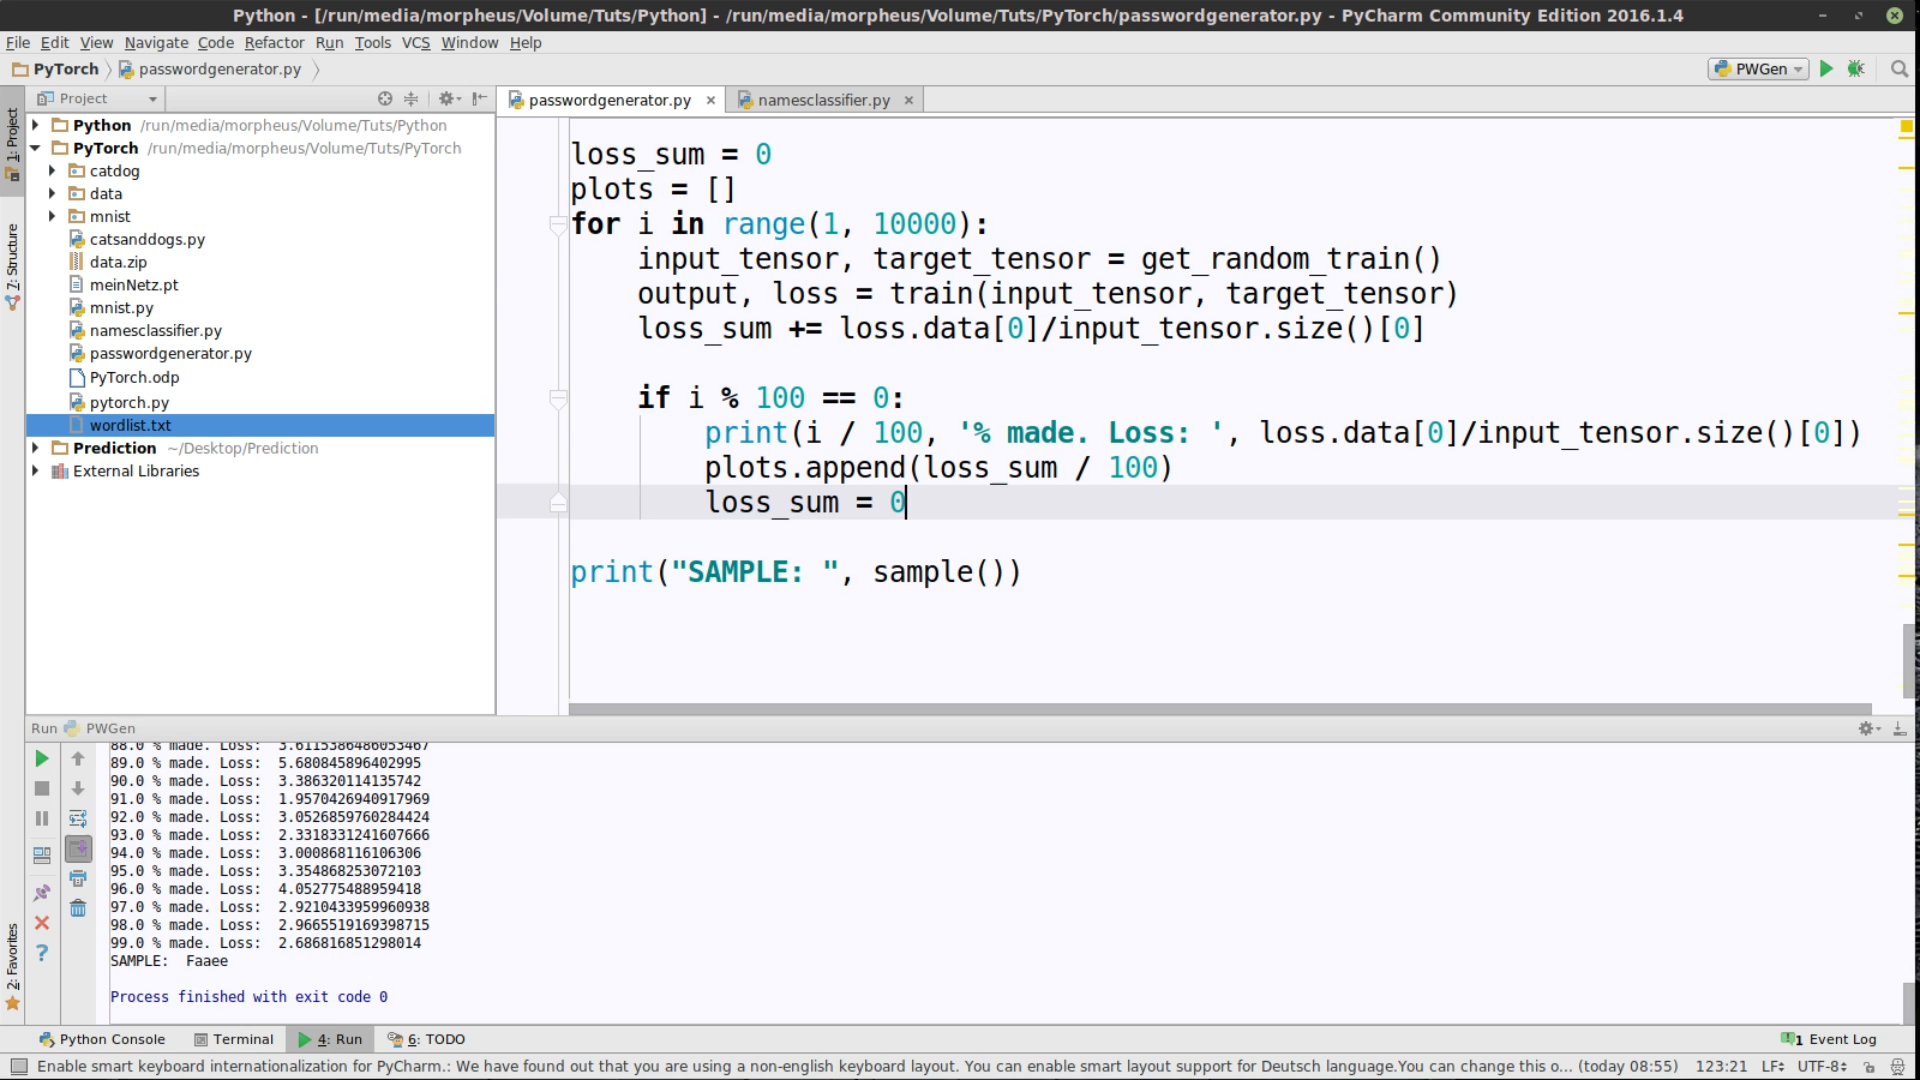 Python - [/run/media/morpheus/Volume/Tuts/Python] - /run/media/morpheus/Volume/Tuts/PyTorch/passwordgenerator.py - PyCharm Community Edition 2016.1.4
File Edit View Navigate Code Refactor Run Tools VCS Window Help
PyTorch passwordgenerator.py
PWGen
Project
passwordgenerator.py
namesclassifier.py
1: Project
7: Structure
2: Favorites
Python /run/media/morpheus/Volume/Tuts/Python
PyTorch /run/media/morpheus/Volume/Tuts/PyTorch
catdog
data
mnist
catsanddogs.py
data.zip
meinNetz.pt
mnist.py
namesclassifier.py
passwordgenerator.py
PyTorch.odp
pytorch.py
wordlist.txt
Prediction ~/Desktop/Prediction
External Libraries
loss_sum = 0
plots = []
for i in range(1, 10000):
    input_tensor, target_tensor = get_random_train()
    output, loss = train(input_tensor, target_tensor)
    loss_sum += loss.data[0]/input_tensor.size()[0]
    if i % 100 == 0:
        print(i / 100, '% made. Loss: ', loss.data[0]/input_tensor.size()[0])
        plots.append(loss_sum / 100)
        loss_sum = 0
print("SAMPLE: ", sample())
Run PWGen
88.0 % made. Loss:  3.6115386486053467
89.0 % made. Loss:  5.680845896402995
90.0 % made. Loss:  3.386320114135742
91.0 % made. Loss:  1.9570426940917969
92.0 % made. Loss:  3.0526859760284424
93.0 % made. Loss:  2.3318331241607666
94.0 % made. Loss:  3.000868116106306
95.0 % made. Loss:  3.354868253072103
96.0 % made. Loss:  4.052775488959418
97.0 % made. Loss:  2.9210433959960938
98.0 % made. Loss:  2.9665519169398715
99.0 % made. Loss:  2.686816851298014
SAMPLE:  Faaee
Process finished with exit code 0
Python Console Terminal 4: Run 6: TODO 1 Event Log
Enable smart keyboard internationalization for PyCharm.: We have found out that you are using a non-english keyboard layout. You can enable smart layout support for Deutsch language.You can change this o... (today 08:55) 123:21 LF UTF-8